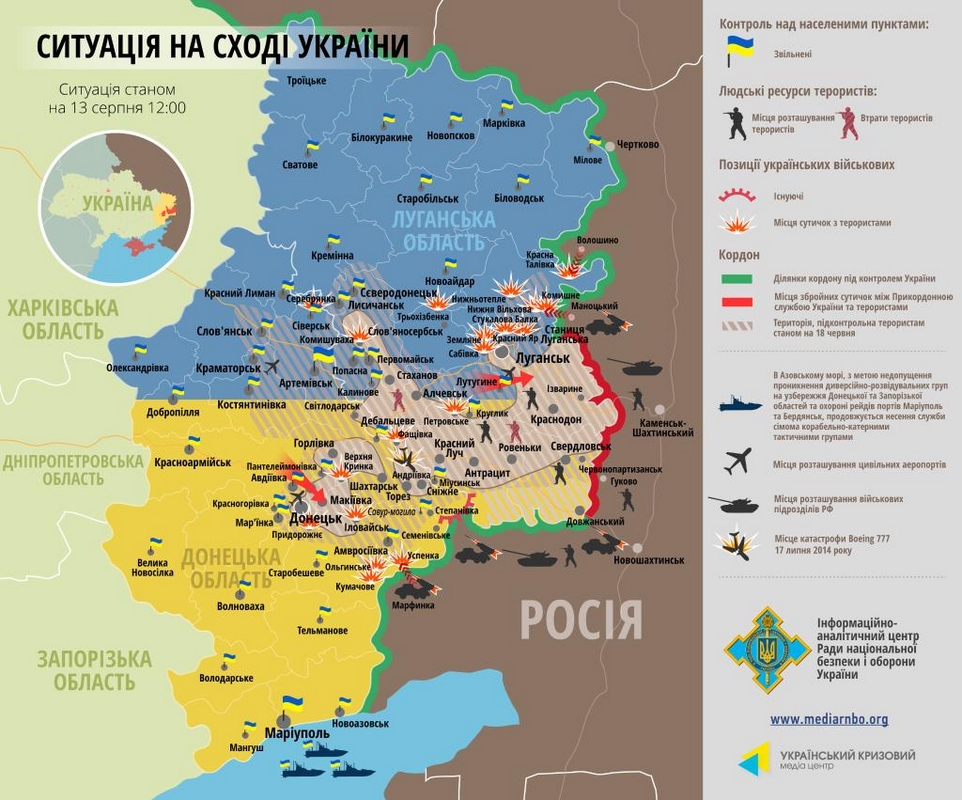 СИТУАЦІЯ НА СХОДІ УКРАЇНИ
Ситуація станом
на 13 серпня 12:00
УКРАЇНА
ХАРКІВСЬКА
ОБЛАСТЬ
ДНІПРОПЕТРОВСЬКА
ОБЛАСТЬ
ЗАПОРІЗЬКА
ОБЛАСТЬ
ЛУГАНСЬКА
ОБЛАСТЬ
ДОНЕЦЬКА
ОБЛАСТЬ
РОСІЯ
Троїцьке
Білокуракине
Новопсков
Марківка
Сватове
Мілове
Чертково
Старобільськ
Біловодськ
Кремінна
Новоайдар
Красна
Талівка
Волошино
Красний Лиман
Серебрянка
Сєвєродонецьк
Лисичанськ
Нижньотепле
Комишне
Маноцький
Трьохізбенка
Нижня Вільхова
Стукалова Балка
Слов'янськ
Сіверськ
Комишуваха
Слов'яносербськ
Земляне
Красний Яр
Станиця
Луганська
Сабівка
Луганськ
Олександрівка
Краматорськ
Артемівськ
Первомайськ
Попасна
Стаханов
Калинове
Лутугине
Ізварине
Алчевськ
Добропілля
Костянтинівка
Світлодарськ
Дебальцеве
Петровське
Круглик
Краснодон
Каменськ-
Шахтинський
Фащівка
Красноармійськ
Горлівка
Верхня
Кринка
Красний
Луч
Ровеньки
Свердловськ
Пантелеймонівка
Авдіївка
Андріївка
Антрацит
Червонопартизанськ
Гуково
Шахтарськ
Міусинськ
Сніжне
Торез
Красногорівка
Макіївка
Савур-могила
Степанівка
Мар'їнка
Донецьк
Іловайськ
Довжанський
Придорожнє
Семенівське
Велика
Новосілка
Амвросіївка
Успенка
Новошахтинськ
Старобешеве
Ольгинське
Кумачове
Марфинка
Волноваха
Тельманове
Володарське
Новоазовськ
Маріуполь
Мангуш
Контроль над населеними пунктами:
Звільнені
Людські ресурси терористів:
Місця розташування
терористів
Втрати терористів
Позиції українських військових
Існуючі
Місця сутичок з терористами
Кордон
Ділянки кордону під контролем України
Місця збройних сутичок між Прикордонною
службою України та терористами
Територія, підконтрольна терористам
станом на 18 червня
В Азовському морі, з метою недопущення
проникнення диверсійно-розвідувальних груп
на узбережжя Донецької та Запорізької
областей та охороні рейдів портів Маріуполь
та Бердянськ, продовжується несення служби
сімома корабельно-катерними
тактичними групами
Місця розташування цивільних аеропортів
Місця розташування військових
підрозділів РФ
Місце катастрофи Boeing 777
17 липня 2014 року
Інформаційно-
аналітичний центр
Ради національної
безпеки і оборони
України
www.mediarnbo.org
УКРАЇНСЬКИЙ КРИЗОВИЙ
медіа центр